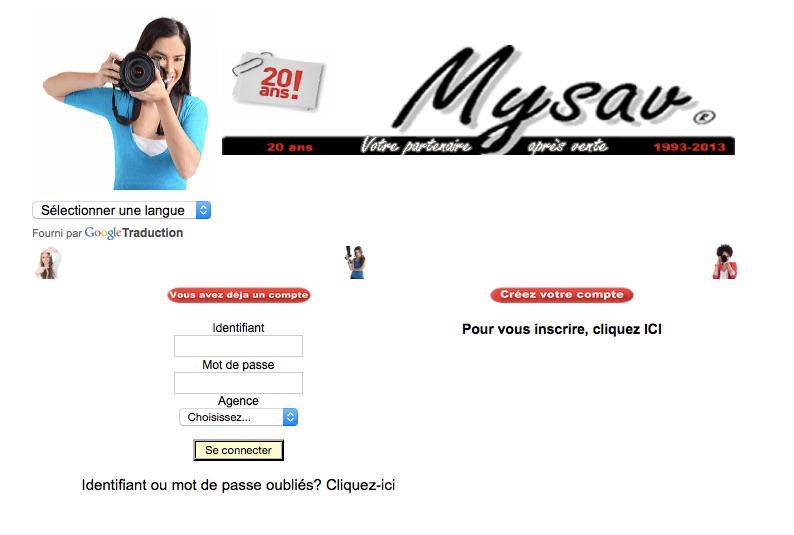 20
ans!
Mysav ®
20 ans Votre partenaire après vente 1993-2013
Sélectionner une langue
Fourni par Google Traduction
Vous avez déja un compte
Créez votre compte
Identifiant
Pour vous inscrire, cliquez ICI
Mot de passe
Agence
Choisissez...
Se connecter
Identifiant ou mot de passe oubliés? Cliquez-ici